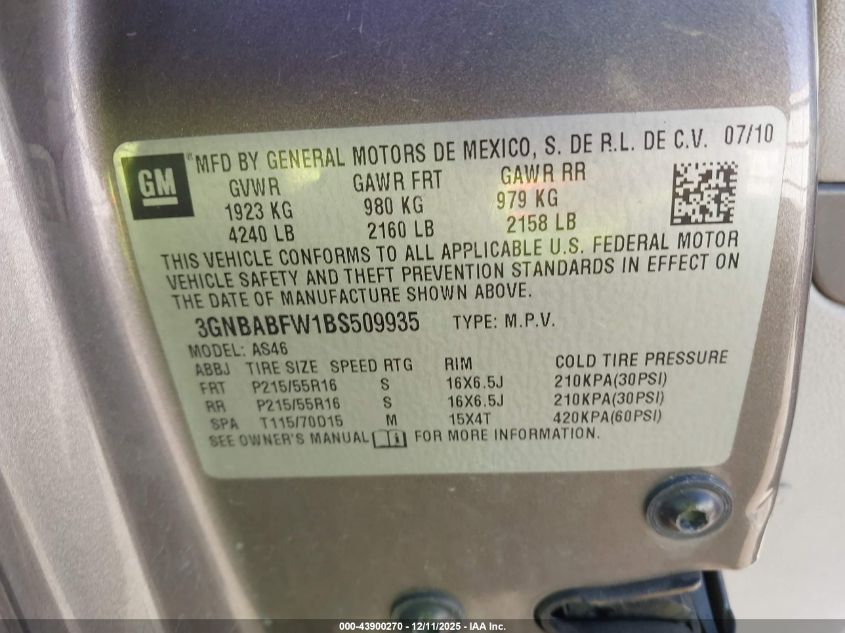 GM
® MFD BY GENERAL MOTORS DE MEXICO, S. DE R.L. DE C.V. 07/10
GVWR GAWR FRT GAWR RR
1923 KG 980 KG 979 KG
4240 LB 2160 LB 2158 LB
THIS VEHICLE CONFORMS TO ALL APPLICABLE U.S. FEDERAL MOTOR
VEHICLE SAFETY AND THEFT PREVENTION STANDARDS IN EFFECT ON
THE DATE OF MANUFACTURE SHOWN ABOVE.
3GNBABFW1BS509935 TYPE: M.P.V.
MODEL: AS46
ABBJ TIRE SIZE SPEED RTG RIM COLD TIRE PRESSURE
FRT P215/55R16 S 16X6.5J 210KPA(30PSI)
RR P215/55R16 S 16X6.5J 210KPA(30PSI)
SPA T115/70D15 M 15X4T 420KPA(60PSI)
SEE OWNER'S MANUAL FOR MORE INFORMATION.
000-43900270 - 12/11/2025 - IAA Inc.